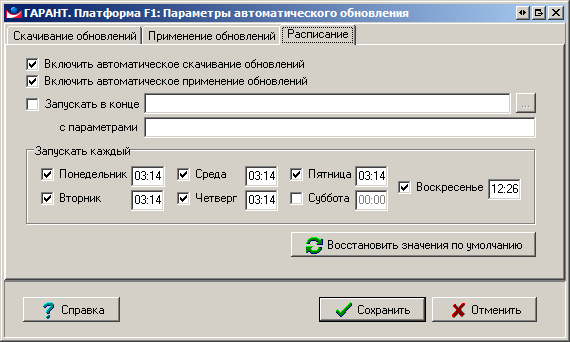 ГАРАНТ. Платформа F1: Параметры автоматического обновления
Скачивание обновлений Применение обновлений Расписание
Включить автоматическое скачивание обновлений
Включить автоматическое применение обновлений
Запускать в конце ...
с параметрами
Запускать каждый
Понедельник 03:14 Среда 03:14 Пятница 03:14 Воскресенье 12:26
Вторник 03:14 Четверг 03:14 Суббота 00:00
Восстановить значения по умолчанию
? Справка Сохранить Отменить